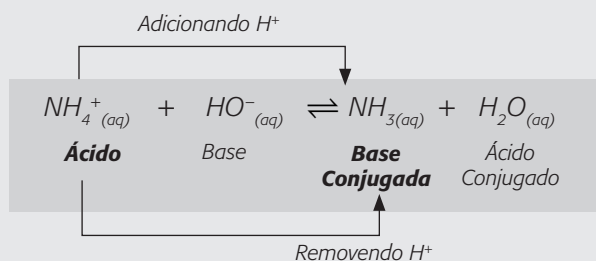 Adicionando H⁺
NH₄⁺(aq) + HO⁻(aq) ⇌ NH₃(aq) + H₂O(aq)
Ácido Base Base Conjugada Ácido Conjugado
Removendo H⁺